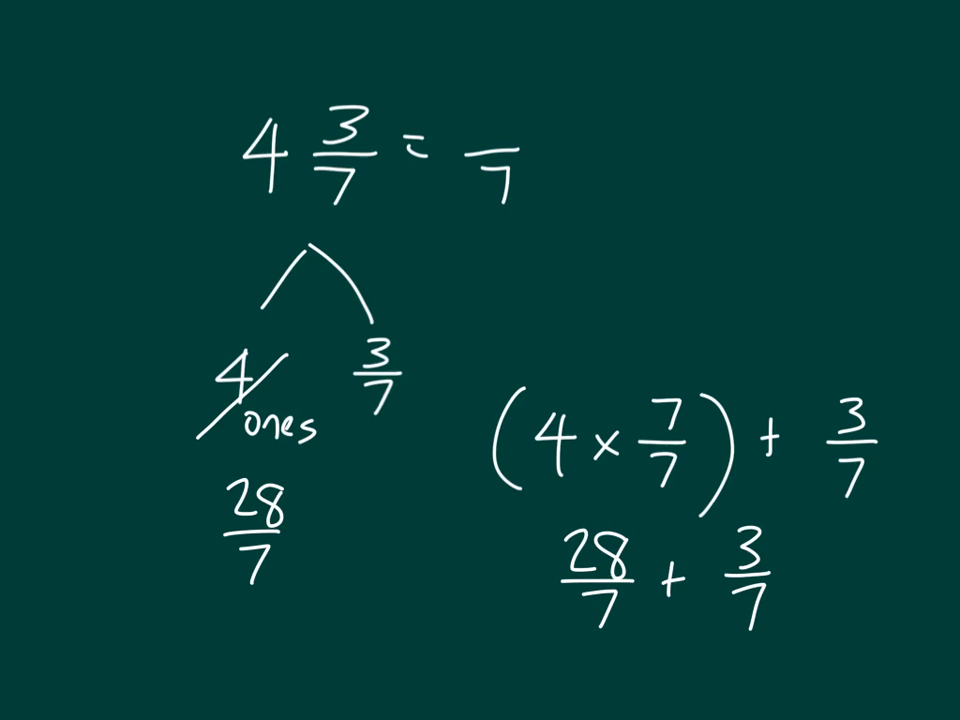 4 3/7 = /7
4 ones 3/7
28/7
(4 × 7/7) + 3/7
28/7 + 3/7